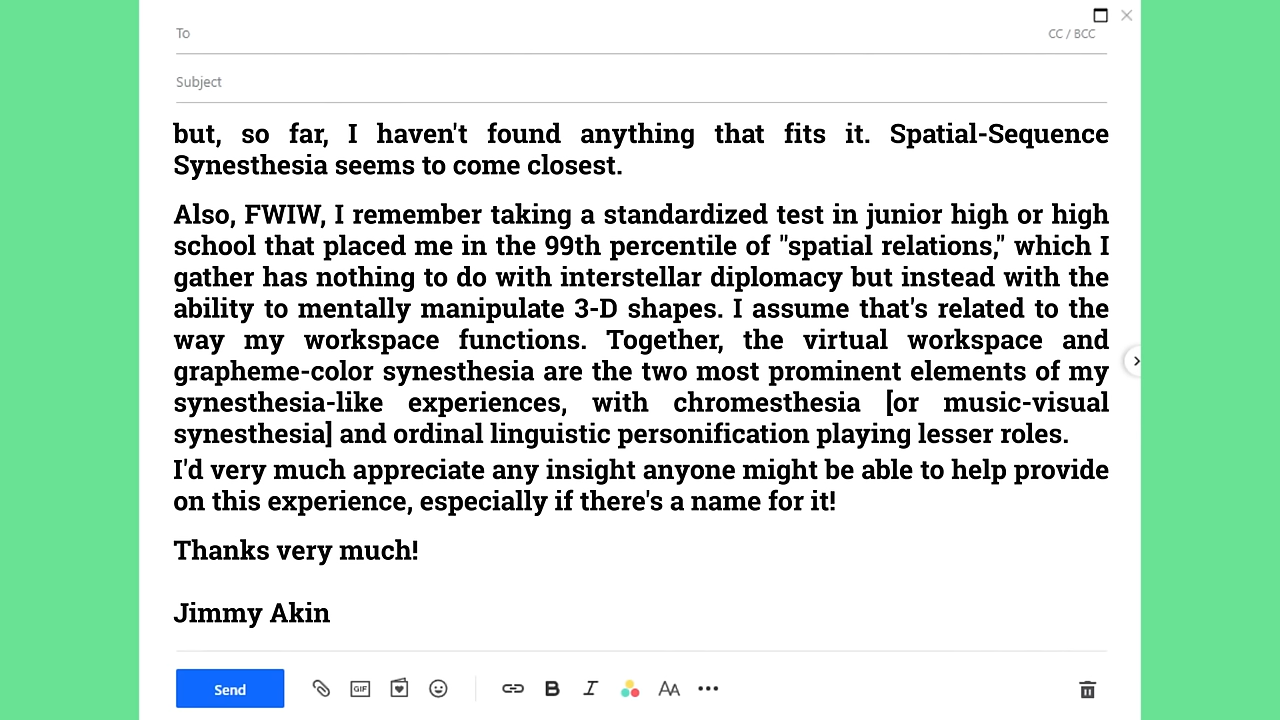 To
CC / BCC
Subject
but, so far, I haven't found anything that fits it. Spatial-Sequence
Synesthesia seems to come closest.
Also, FWIW, I remember taking a standardized test in junior high or high
school that placed me in the 99th percentile of "spatial relations," which I
gather has nothing to do with interstellar diplomacy but instead with the
ability to mentally manipulate 3-D shapes. I assume that's related to the
way my workspace functions. Together, the virtual workspace and
grapheme-color synesthesia are the two most prominent elements of my
synesthesia-like experiences, with chromesthesia [or music-visual
synesthesia] and ordinal linguistic personification playing lesser roles.
I'd very much appreciate any insight anyone might be able to help provide
on this experience, especially if there's a name for it!
Thanks very much!
Jimmy Akin
Send
GIF
B
I
AA